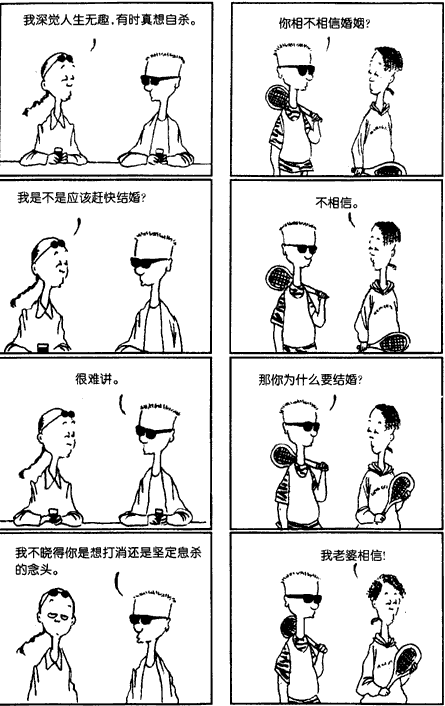 我深觉人生无趣，有时真想自杀。
我是不是应该赶快结婚？
很难讲。
我不晓得你是想打消还是坚定息杀
的念头。
你相不相信婚姻？
不相信。
那你为什么要结婚？
我老婆相信！